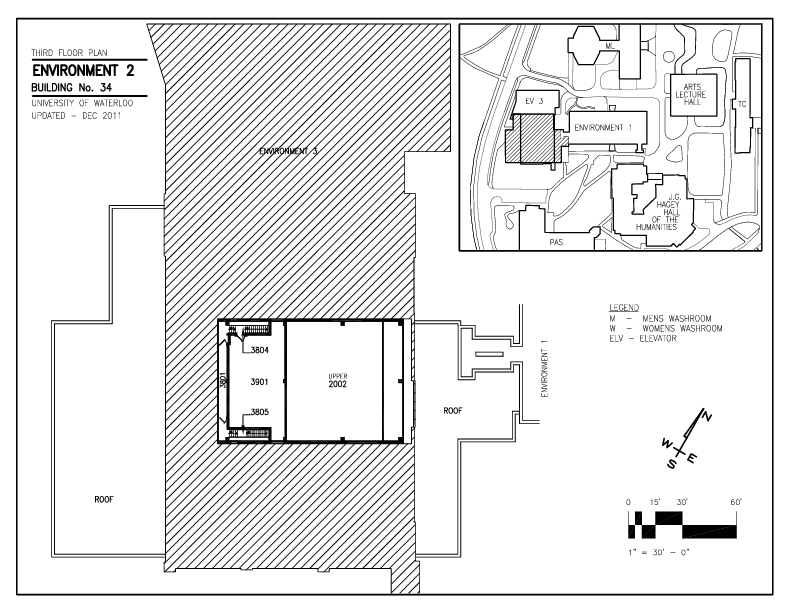 THIRD FLOOR PLAN
ENVIRONMENT 2
BUILDING No. 34
UNIVERSITY OF WATERLOO
UPDATED - DEC 2011
ENVIRONMENT 3
ML
EV 3
ENVIRONMENT 1
ARTS
LECTURE
HALL
TC
J.G.
HAGEY
HALL
OF THE
HUMANITIES
PAS
LEGEND
M - MENS WASHROOM
W - WOMENS WASHROOM
ELV - ELEVATOR
3804
3801
3901
3805
UPPER
2002
ROOF
ROOF
ENVIRONMENT 1
N
W
E
S
0 15' 30' 60'
1" = 30' - 0"